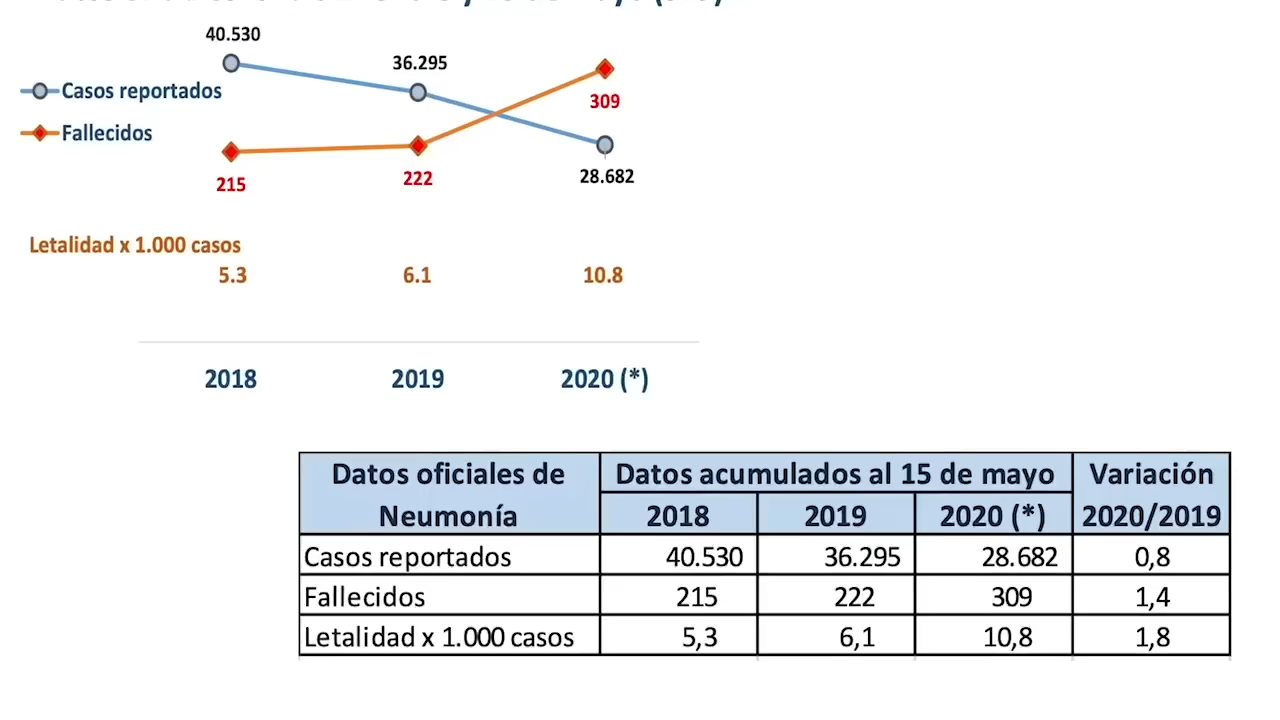 40.530
36.295
Casos reportados
309
Fallecidos
215
222
28.682
Letalidad x 1.000 casos
5.3 6.1 10.8
2018 2019 2020 (*)
Datos oficiales de Neumonía Datos acumulados al 15 de mayo Variación 2020/2019
2018 2019 2020 (*)
Casos reportados 40.530 36.295 28.682 0,8
Fallecidos 215 222 309 1,4
Letalidad x 1.000 casos 5,3 6,1 10,8 1,8